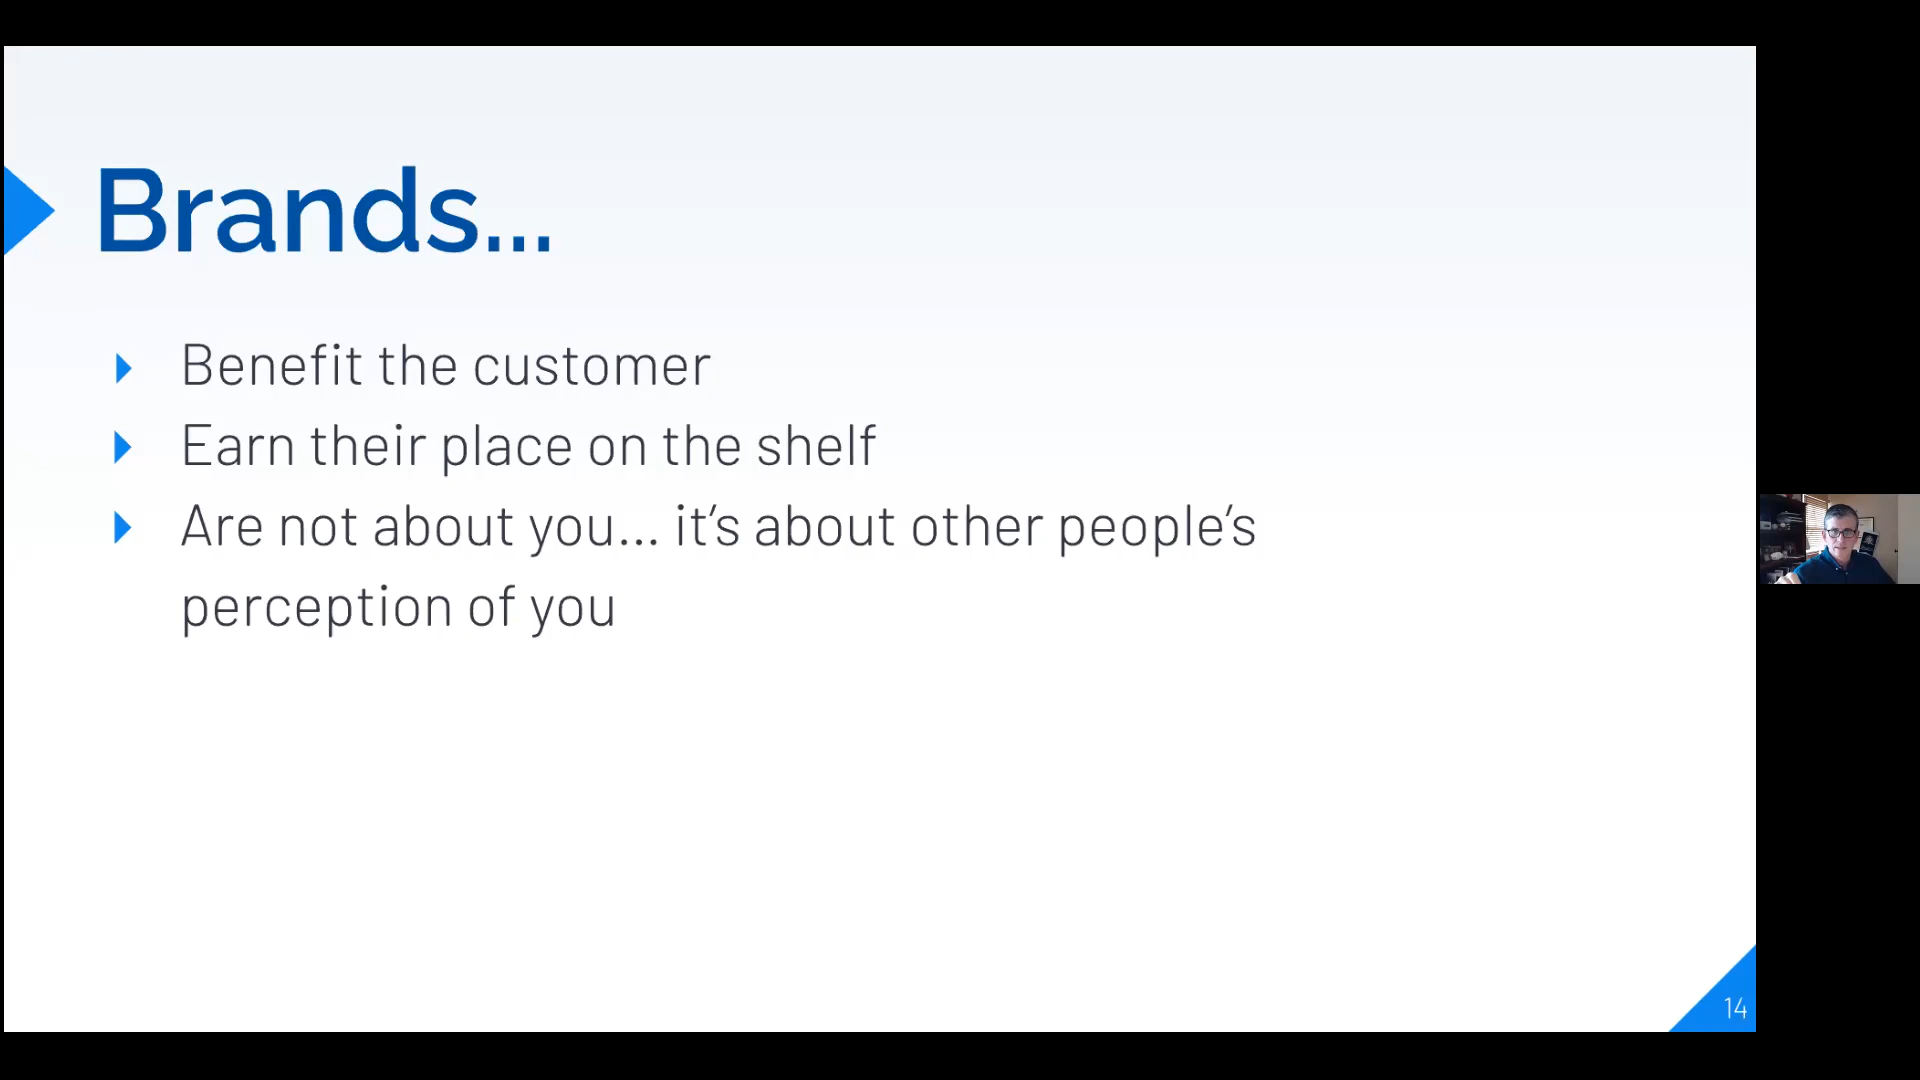 Brands...
Benefit the customer
Earn their place on the shelf
Are not about you... it’s about other people’s
perception of you
14